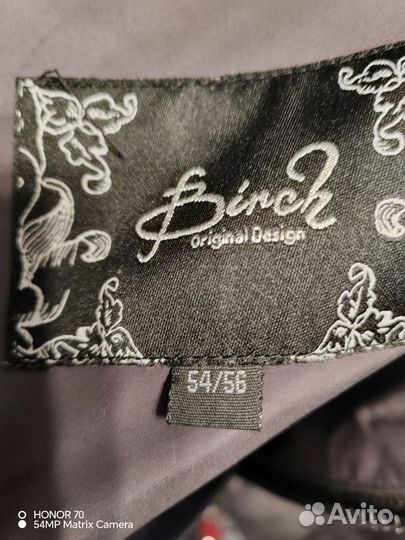 Birch
Original Design
54/56
HONOR 70
54MP Matrix Camera
Avito